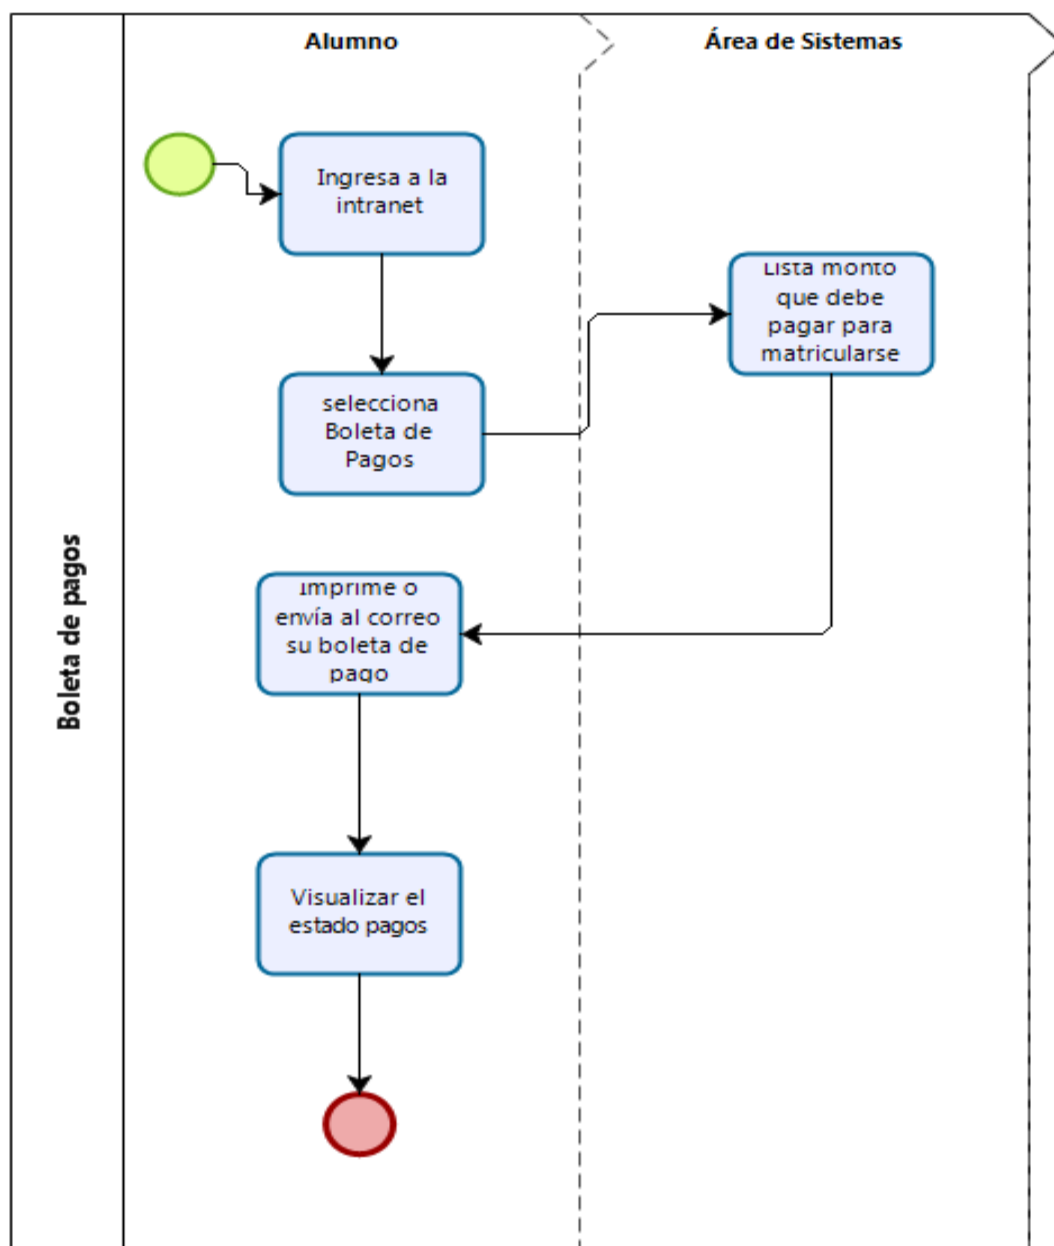 Alumno
Área de Sistemas
Boleta de pagos
Ingresa a la
intranet
Lista monto
que debe
pagar para
matricularse
selecciona
Boleta de
Pagos
Imprime o
envía al correo
su boleta de
pago
Visualizar el
estado pagos